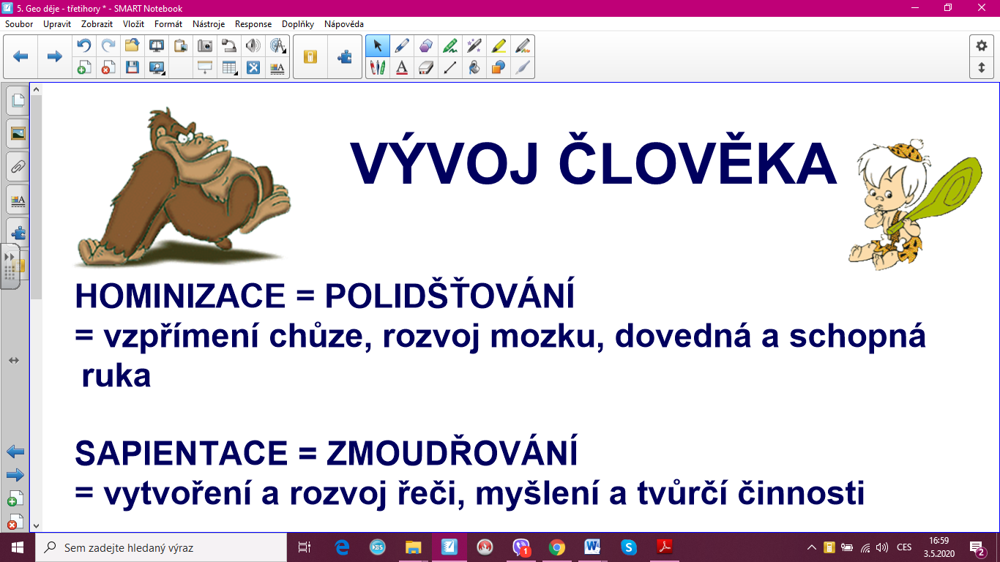 5. Geo děje - třetihory * - SMART Notebook
Soubor Upravit Zobrazit Vložit Formát Nástroje Response Doplňky Nápověda
VÝVOJ ČLOVĚKA
HOMINIZACE = POLIDŠŤOVÁNÍ
= vzpřímení chůze, rozvoj mozku, dovedná a schopná
ruka
SAPIENTACE = ZMOUDŘOVÁNÍ
= vytvoření a rozvoj řeči, myšlení a tvůrčí činnosti
Sem zadejte hledaný výraz
CES
16:59
3.5.2020